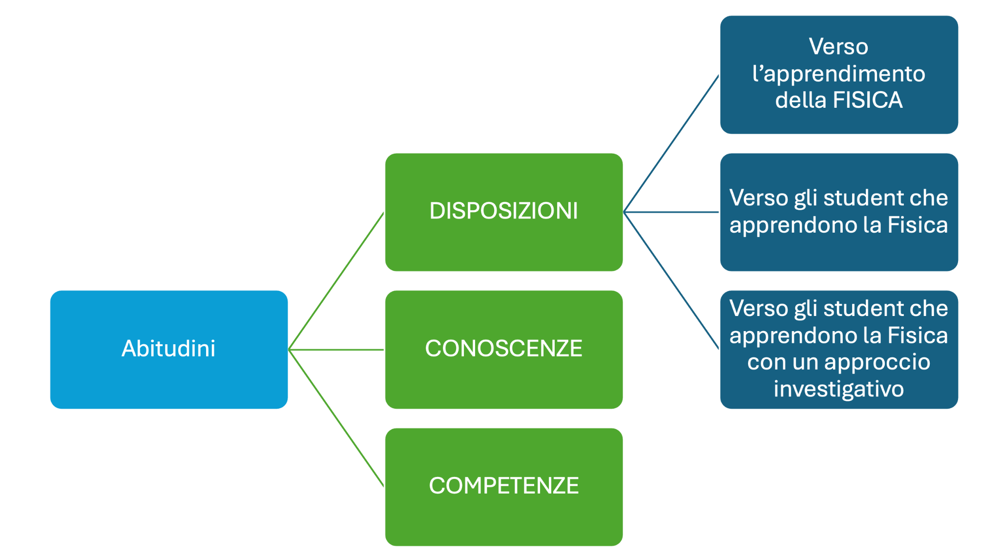 Abitudini
DISPOSIZIONI
Verso
l’apprendimento
della FISICA
Verso gli student che
apprendono la Fisica
Verso gli student che
apprendono la Fisica
con un approccio
investigativo
CONOSCENZE
COMPETENZE